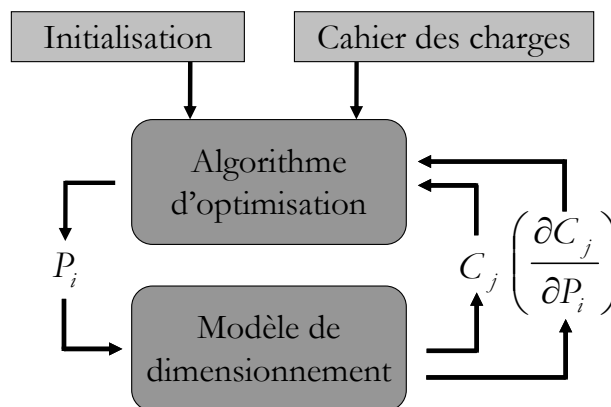 Initialisation
Cahier des charges
Algorithme
d'optimisation
P_i
C_j (∂C_j / ∂P_i)
Modèle de
dimensionnement